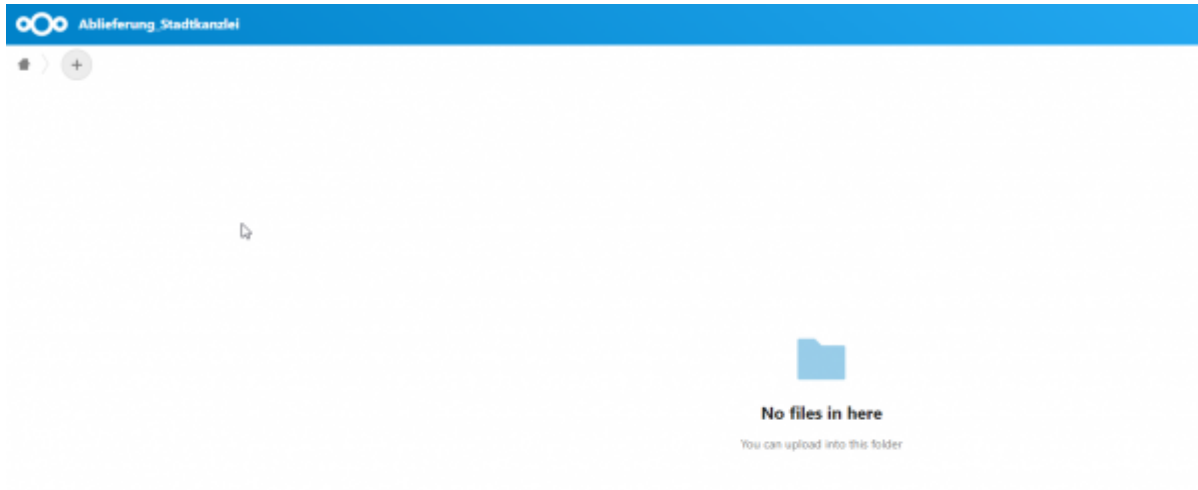 Ablieferung_Stadtkanzlei
No files in here
You can upload into this folder